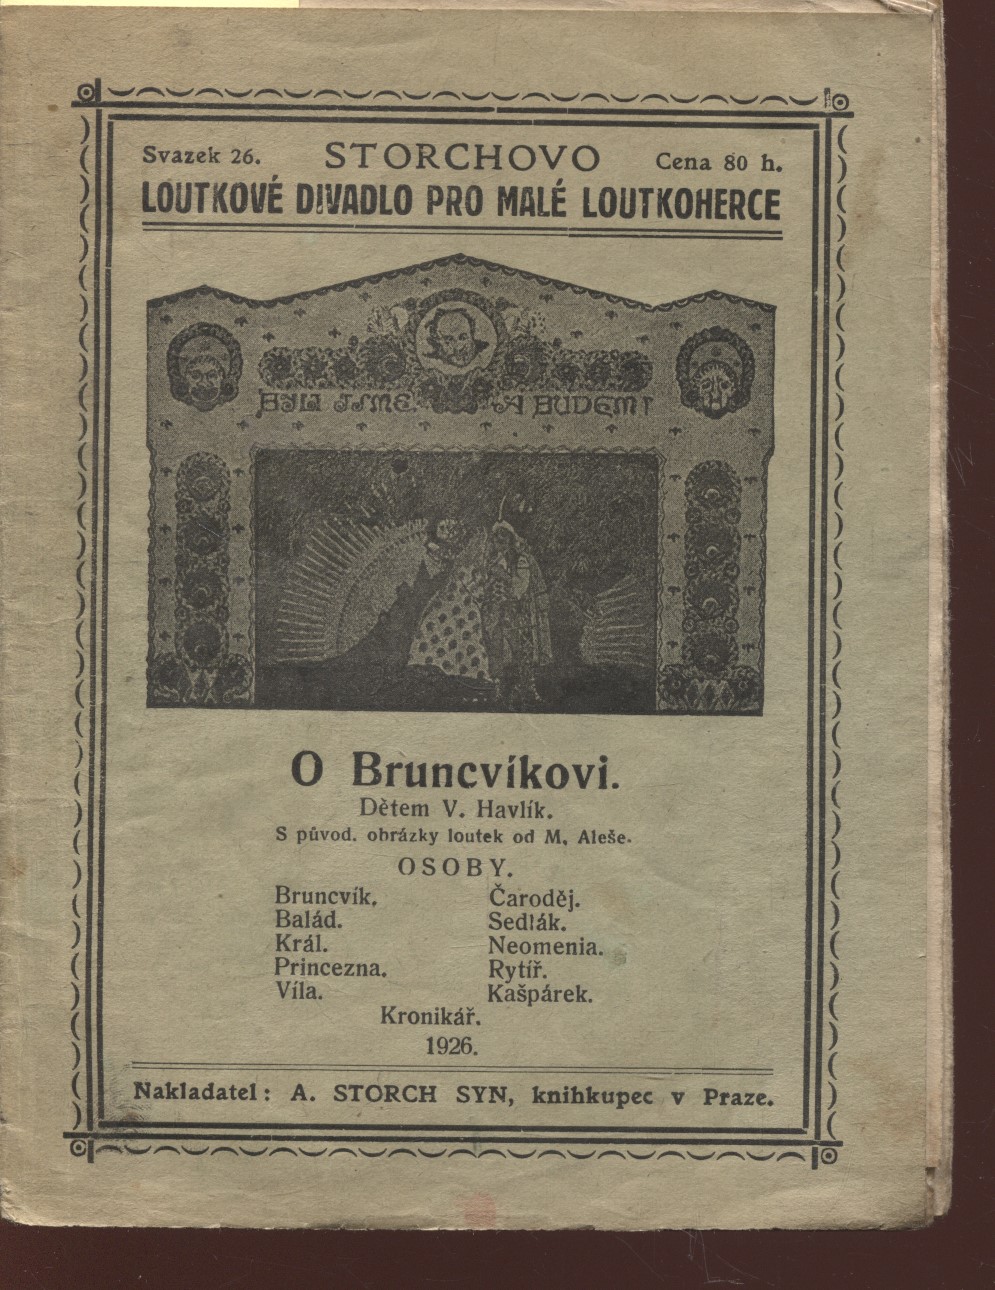 Svazek 26. STORCHOVO Cena 80 h.
LOUTKOVÉ DIVADLO PRO MALÉ LOUTKOHERCE
BYLI JSME A BUDEM!
O Bruncvíkovi.
Dětem V. Havlík.
S původ. obrázky loutek od M. Aleše.
OSOBY.
Bruncvík. Čaroděj.
Balád. Sedlák.
Král. Neomenia.
Princezna. Rytíř.
Víla. Kašpárek.
Kronikář.
1926.
Nakladatel: A. STORCH SYN, knihkupec v Praze.